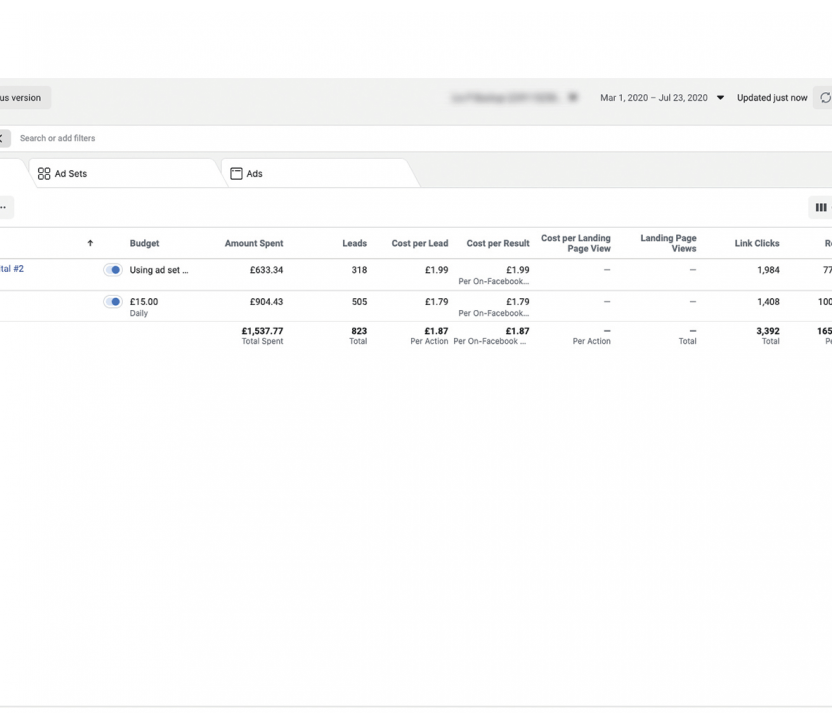 us version
Mar 1, 2020 – Jul 23, 2020 Updated just now
Search or add filters
Ad Sets Ads
Budget Amount Spent Leads Cost per Lead Cost per Result Cost per Landing Page View Landing Page Views Link Clicks
tal #2 Using ad set ... £633.34 318 £1.99 £1.99 — — 1,984 77
Per On-Facebook...
£15.00 £904.43 505 £1.79 £1.79 — — 1,408 100
Daily Per On-Facebook...
£1,537.77 823 £1.87 £1.87 — — 3,392 165
Total Spent Total Per Action Per On-Facebook ... Per Action Total Total